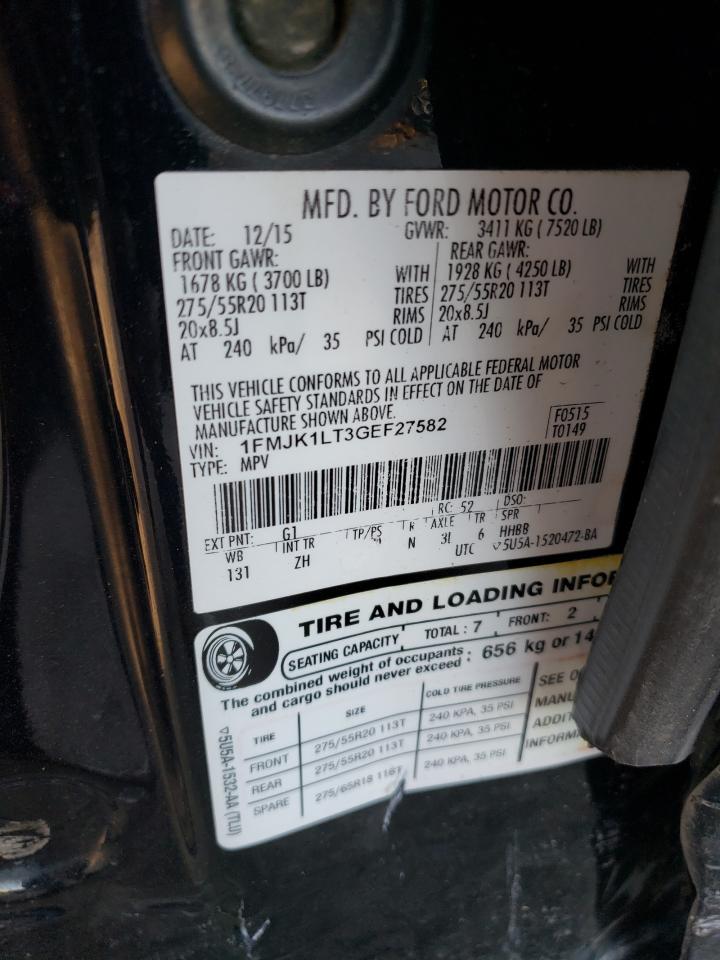 MFD. BY FORD MOTOR CO.
DATE: 12/15 GVWR: 3411 KG ( 7520 LB)
FRONT GAWR: REAR GAWR:
1678 KG ( 3700 LB) WITH 1928 KG ( 4250 LB) WITH
275/55R20 113T TIRES 275/55R20 113T TIRES
20x8.5J RIMS 20x8.5J RIMS
AT 240 kPa/ 35 PSI COLD AT 240 kPa/ 35 PSI COLD
THIS VEHICLE CONFORMS TO ALL APPLICABLE FEDERAL MOTOR
VEHICLE SAFETY STANDARDS IN EFFECT ON THE DATE OF
MANUFACTURE SHOWN ABOVE.
VIN: 1FMJK1LT3GEF27582 F0515
TYPE: MPV T0149
EXT PNT: G1 RC: 52 DSO:
WB INT TR TP/PS R AXLE TR SPR
131 ZH N 3L 6 HHBB
UTC ▽5U5A-1520472-BA
TIRE AND LOADING INFOR
SEATING CAPACITY TOTAL : 7 FRONT: 2
The combined weight of occupants
and cargo should never exceed : 656 kg or 14
TIRE SIZE COLD TIRE PRESSURE SEE O
FRONT 275/55R20 113T 240 KPA, 35 PSI MANU
REAR 275/55R20 113T 240 KPA, 35 PSI ADDIT
SPARE 275/65R18 116T 240 KPA, 35 PSI INFORM
▽5U5A-1532-AA (TLU)